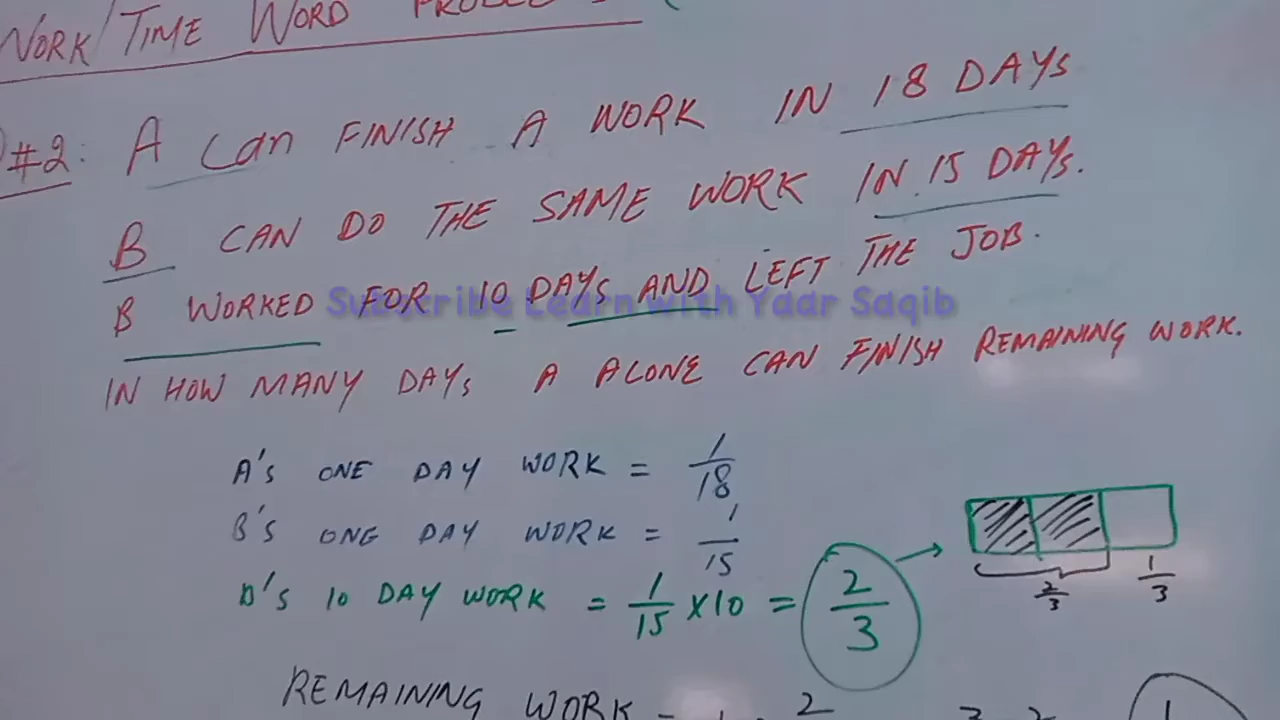 WORK/TIME WORD PROBLE
#2: A Can FINISH A WORK IN 18 DAYS
B CAN DO THE SAME WORK IN 15 DAYS.
B WORKED FOR 10 DAYS AND LEFT THE JOB.
Subscribe Learn with Yaar Saqib
IN HOW MANY DAYS A ALONE CAN FINISH REMAINING WORK.
A'S ONE DAY WORK = 1/18
B'S ONE DAY WORK = 1/15
B'S 10 DAY WORK = 1/15 × 10 = 2/3
2/3 1/3
REMAINING WORK